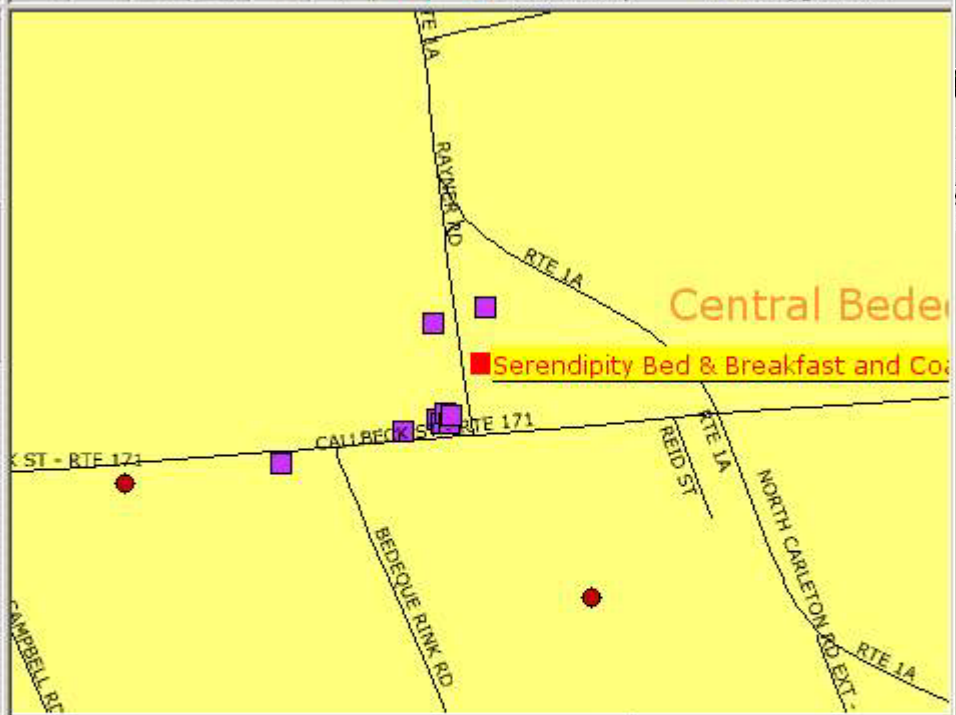 RTE 1A
RAYNER RD
RTE 1A
Central Bedeq
Serendipity Bed & Breakfast and Coa
CALLBECK ST - RTE 171
K ST - RTE 171
REID ST
RTE 1A
NORTH CARLETON RD EXT -
BEDEQUE RINK RD
CAMPBELL RD
RTE 1A